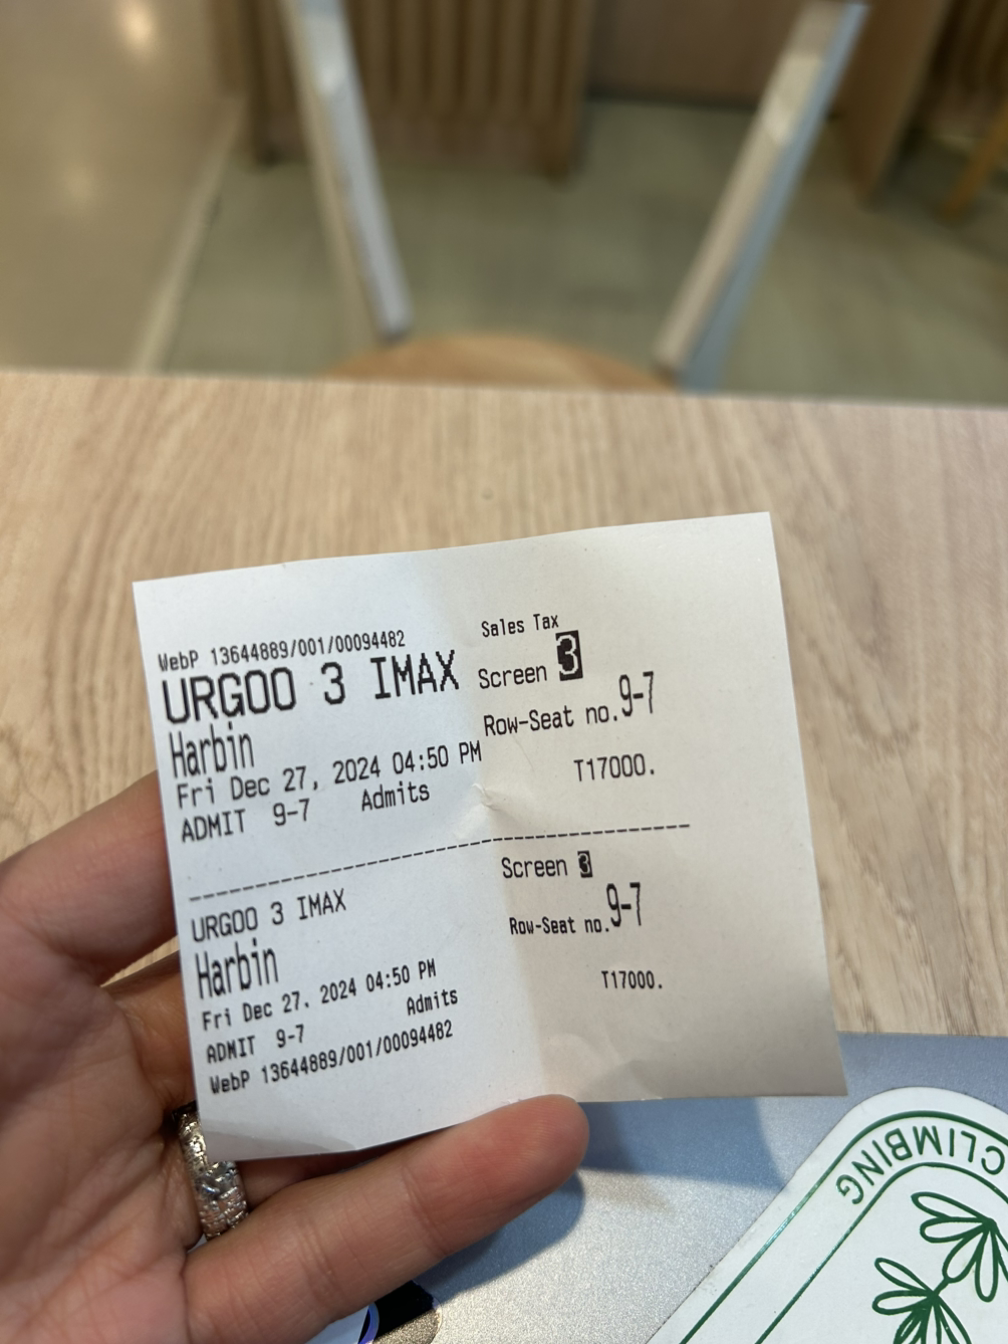 WebP 13644889/001/00094482
Sales Tax
URGOO 3 IMAX
Screen 3
Harbin
Row-Seat no.9-7
Fri Dec 27, 2024 04:50 PM
T17000.
ADMIT 9-7 Admits
URGOO 3 IMAX
Screen 3
Harbin
Row-Seat no.9-7
Fri Dec 27. 2024 04:50 PM
T17000.
ADMIT 9-7 Admits
WebP 13644889/001/00094482
CLIMBING